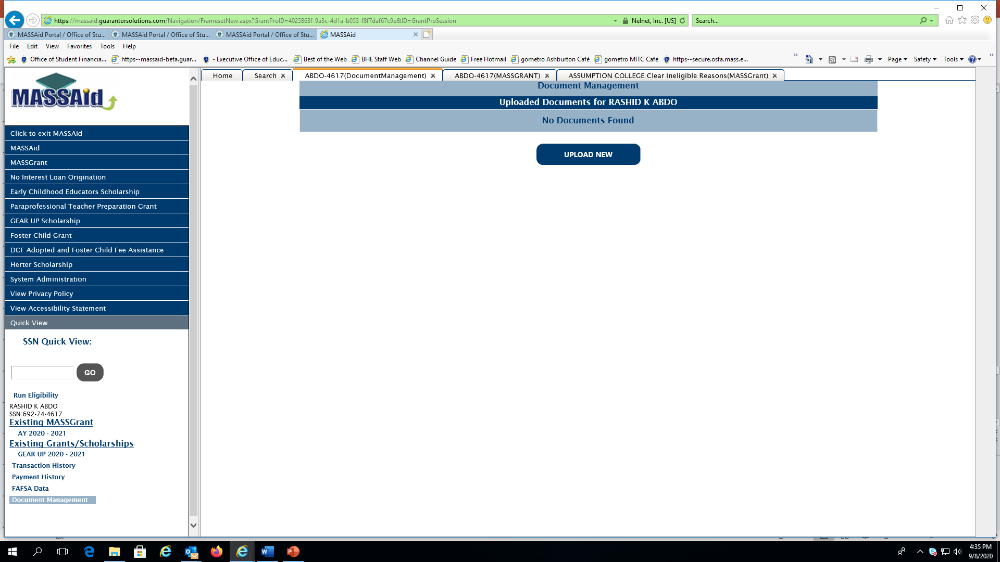 https://massaid.guarantorsolutions.com/Navigation/FramesetNew.aspx?GrantProID=4025863f-9a3c-4d1a-b053-f8f7daf67c9e&ID=GrantProSession
Nelnet, Inc. [US]
Search...
MASSAid Portal / Office of Stu...
MASSAid Portal / Office of Stu...
MASSAid Portal / Office of Stu...
MASSAid
File Edit View Favorites Tools Help
Office of Student Financia...
https--massaid-beta.guar...
- Executive Office of Educ...
Best of the Web
BHE Staff Web
Channel Guide
Free Hotmail
gometro Ashburton Café
gometro MITC Café
https--secure.osfa.mass.e...
Page
Safety
Tools
MASSAid
Home
Search
ABDO-4617(DocumentManagement)
ABDO-4617(MASSGRANT)
ASSUMPTION COLLEGE Clear Ineligible Reasons(MASSGrant)
Document Management
Uploaded Documents for RASHID K ABDO
No Documents Found
UPLOAD NEW
Click to exit MASSAid
MASSAid
MASSGrant
No Interest Loan Origination
Early Childhood Educators Scholarship
Paraprofessional Teacher Preparation Grant
GEAR UP Scholarship
Foster Child Grant
DCF Adopted and Foster Child Fee Assistance
Herter Scholarship
System Administration
View Privacy Policy
View Accessibility Statement
Quick View
SSN Quick View:
GO
Run Eligibility
RASHID K ABDO
SSN:692-74-4617
Existing MASSGrant
AY 2020 - 2021
Existing Grants/Scholarships
GEAR UP 2020 - 2021
Transaction History
Payment History
FAFSA Data
Document Management
4:35 PM
9/8/2020